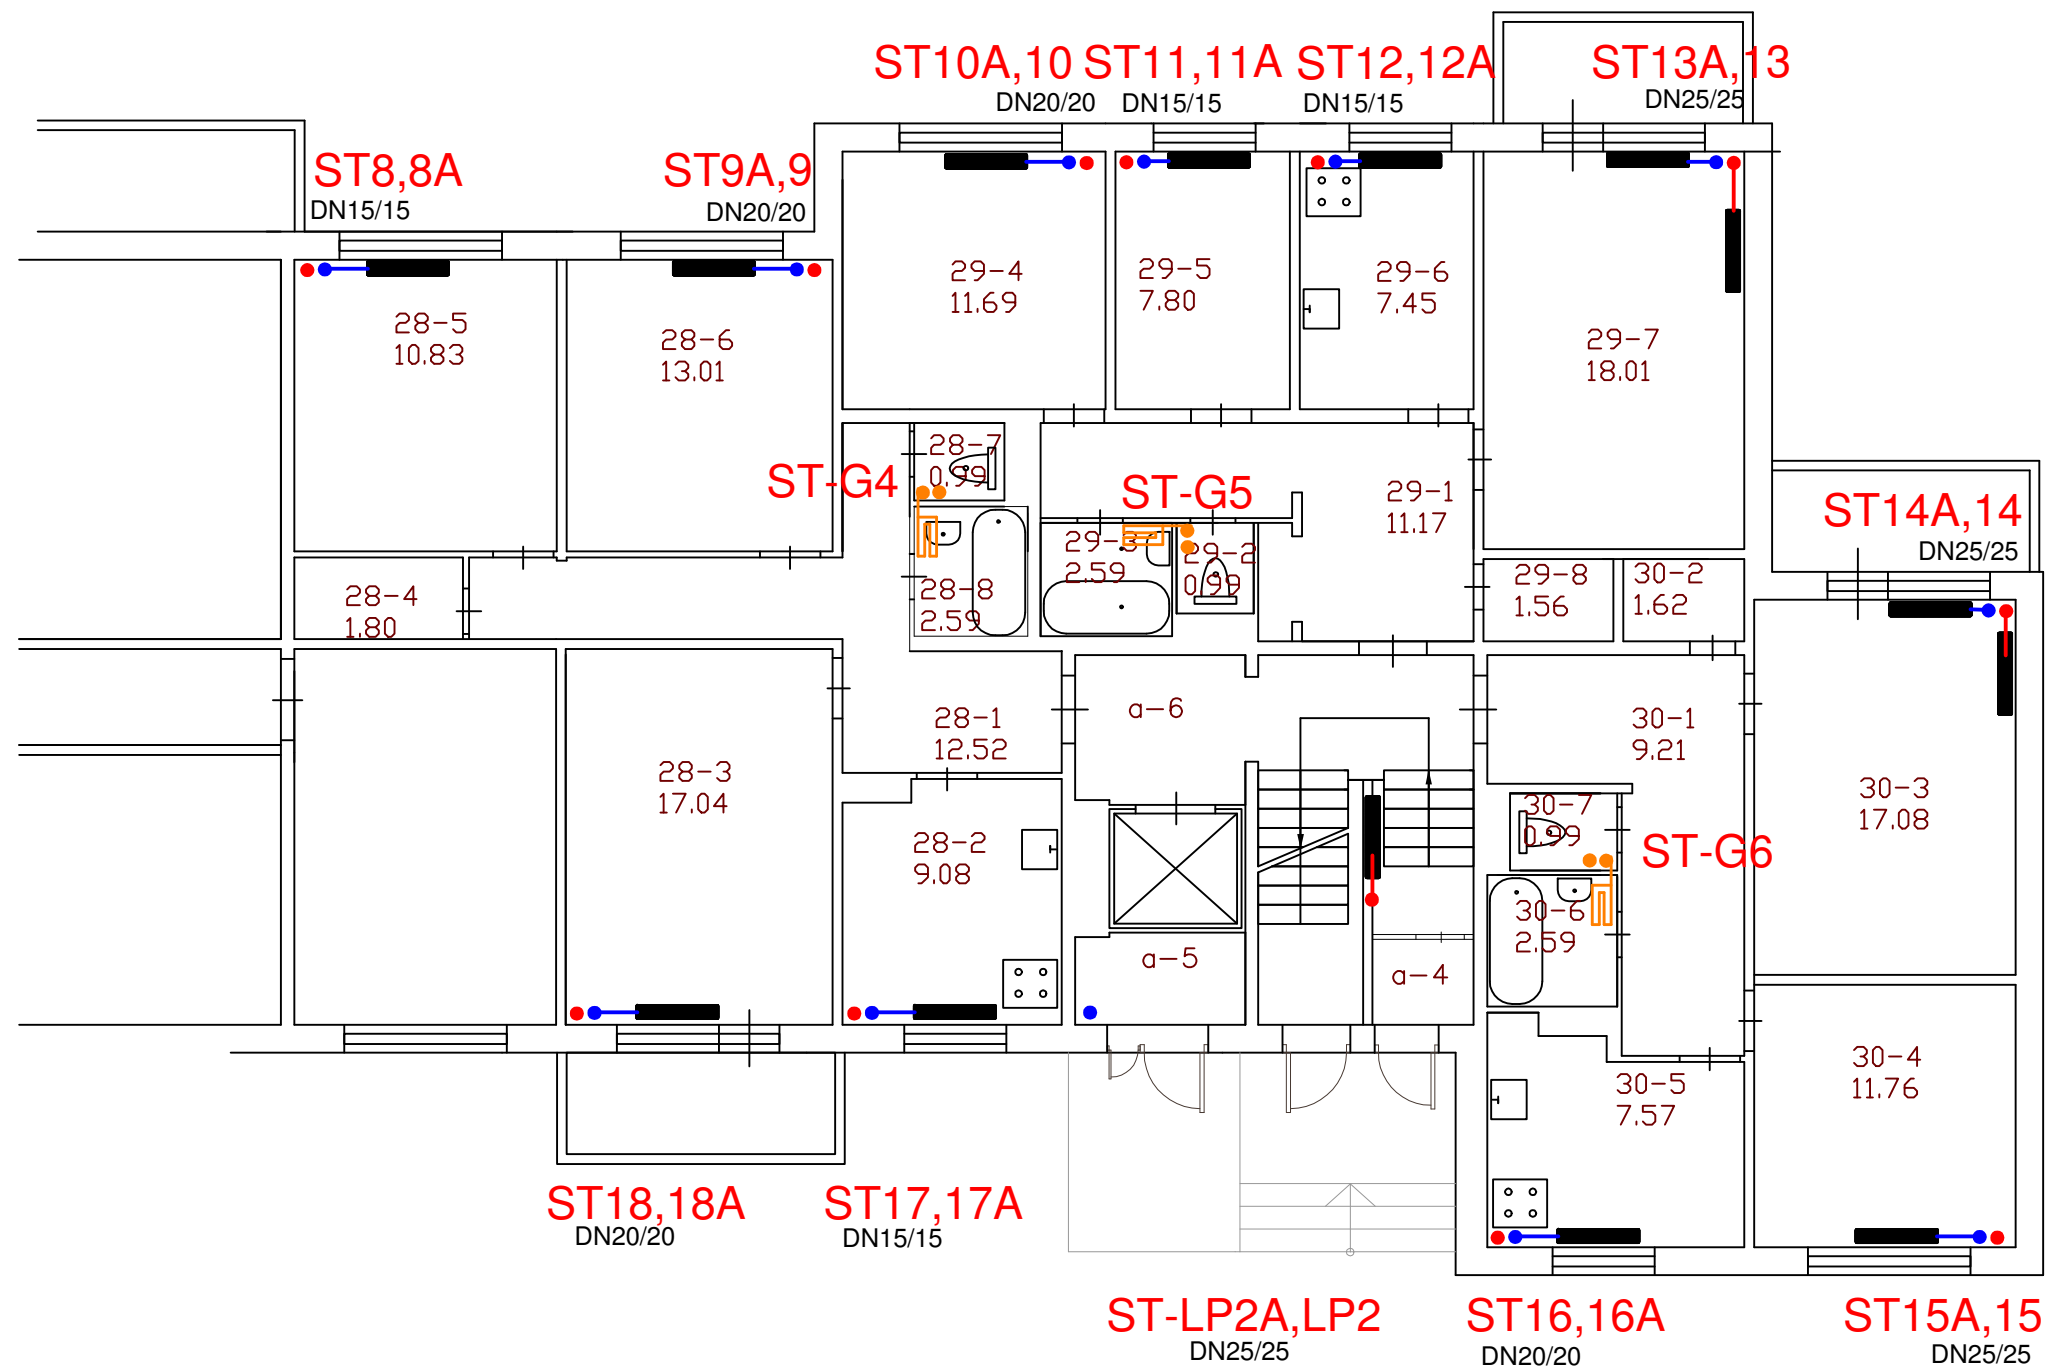 ST10A,10
DN20/20
ST11,11A
DN15/15
ST12,12A
DN15/15
ST13A,13
DN25/25
ST8,8A
DN15/15
ST9A,9
DN20/20
29-4
11.69
29-5
7.80
29-6
7.45
28-5
10.83
28-6
13.01
29-7
18.01
28-7
0.99
ST-G4
ST-G5
29-1
11.17
ST14A,14
DN25/25
29-3
2.59
29-2
0.99
28-4
1.80
28-8
2.59
29-8
1.56
30-2
1.62
a-6
28-1
12.52
30-1
9.21
28-3
17.04
30-3
17.08
30-7
0.99
ST-G6
28-2
9.08
30-6
2.59
a-5
a-4
30-5
7.57
30-4
11.76
ST18,18A
DN20/20
ST17,17A
DN15/15
ST-LP2A,LP2
DN25/25
ST16,16A
DN20/20
ST15A,15
DN25/25